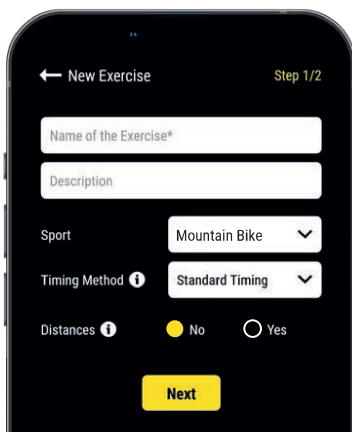 New Exercise Step 1/2
Name of the Exercise*
Description
Sport Mountain Bike
Timing Method i Standard Timing
Distances i No Yes
Next